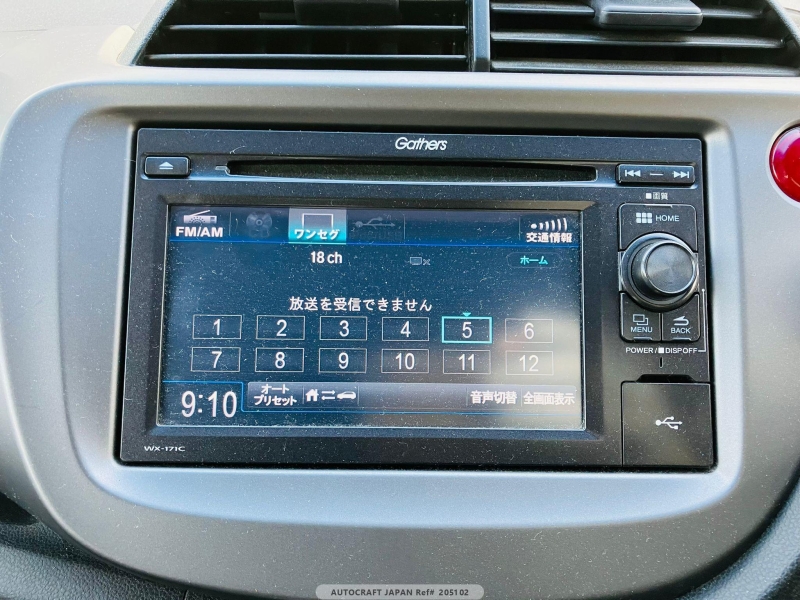 Gathers
■画質
HOME
FM/AM
ワンセグ
交通情報
18 ch
ホーム
放送を受信できません
1 2 3 4 5 6
7 8 9 10 11 12
MENU BACK
POWER/■DISP OFF
9:10
オート
プリセット
音声切替 全画面表示
WX-171C
AUTOCRAFT JAPAN Ref# 205102